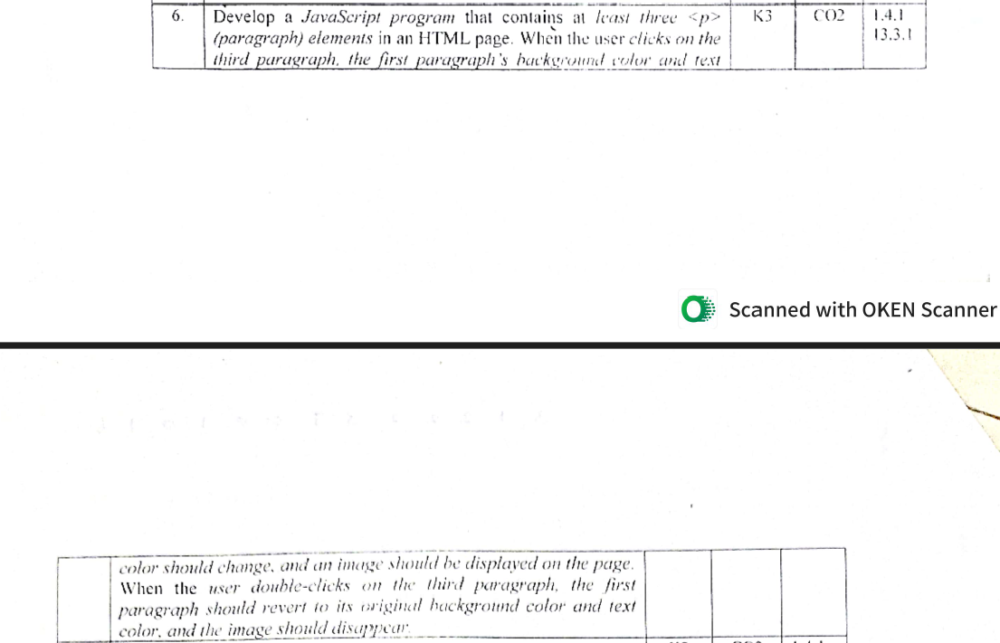 6. Develop a JavaScript program that contains at least three <p> K3 CO2 1.4.1
(paragraph) elements in an HTML page. When the user clicks on the 13.3.1
third paragraph, the first paragraph's background color and text
Scanned with OKEN Scanner
color should change, and an image should be displayed on the page.
When the user double-clicks on the third paragraph, the first
paragraph should revert to its original background color and text
color, and the image should disappear.